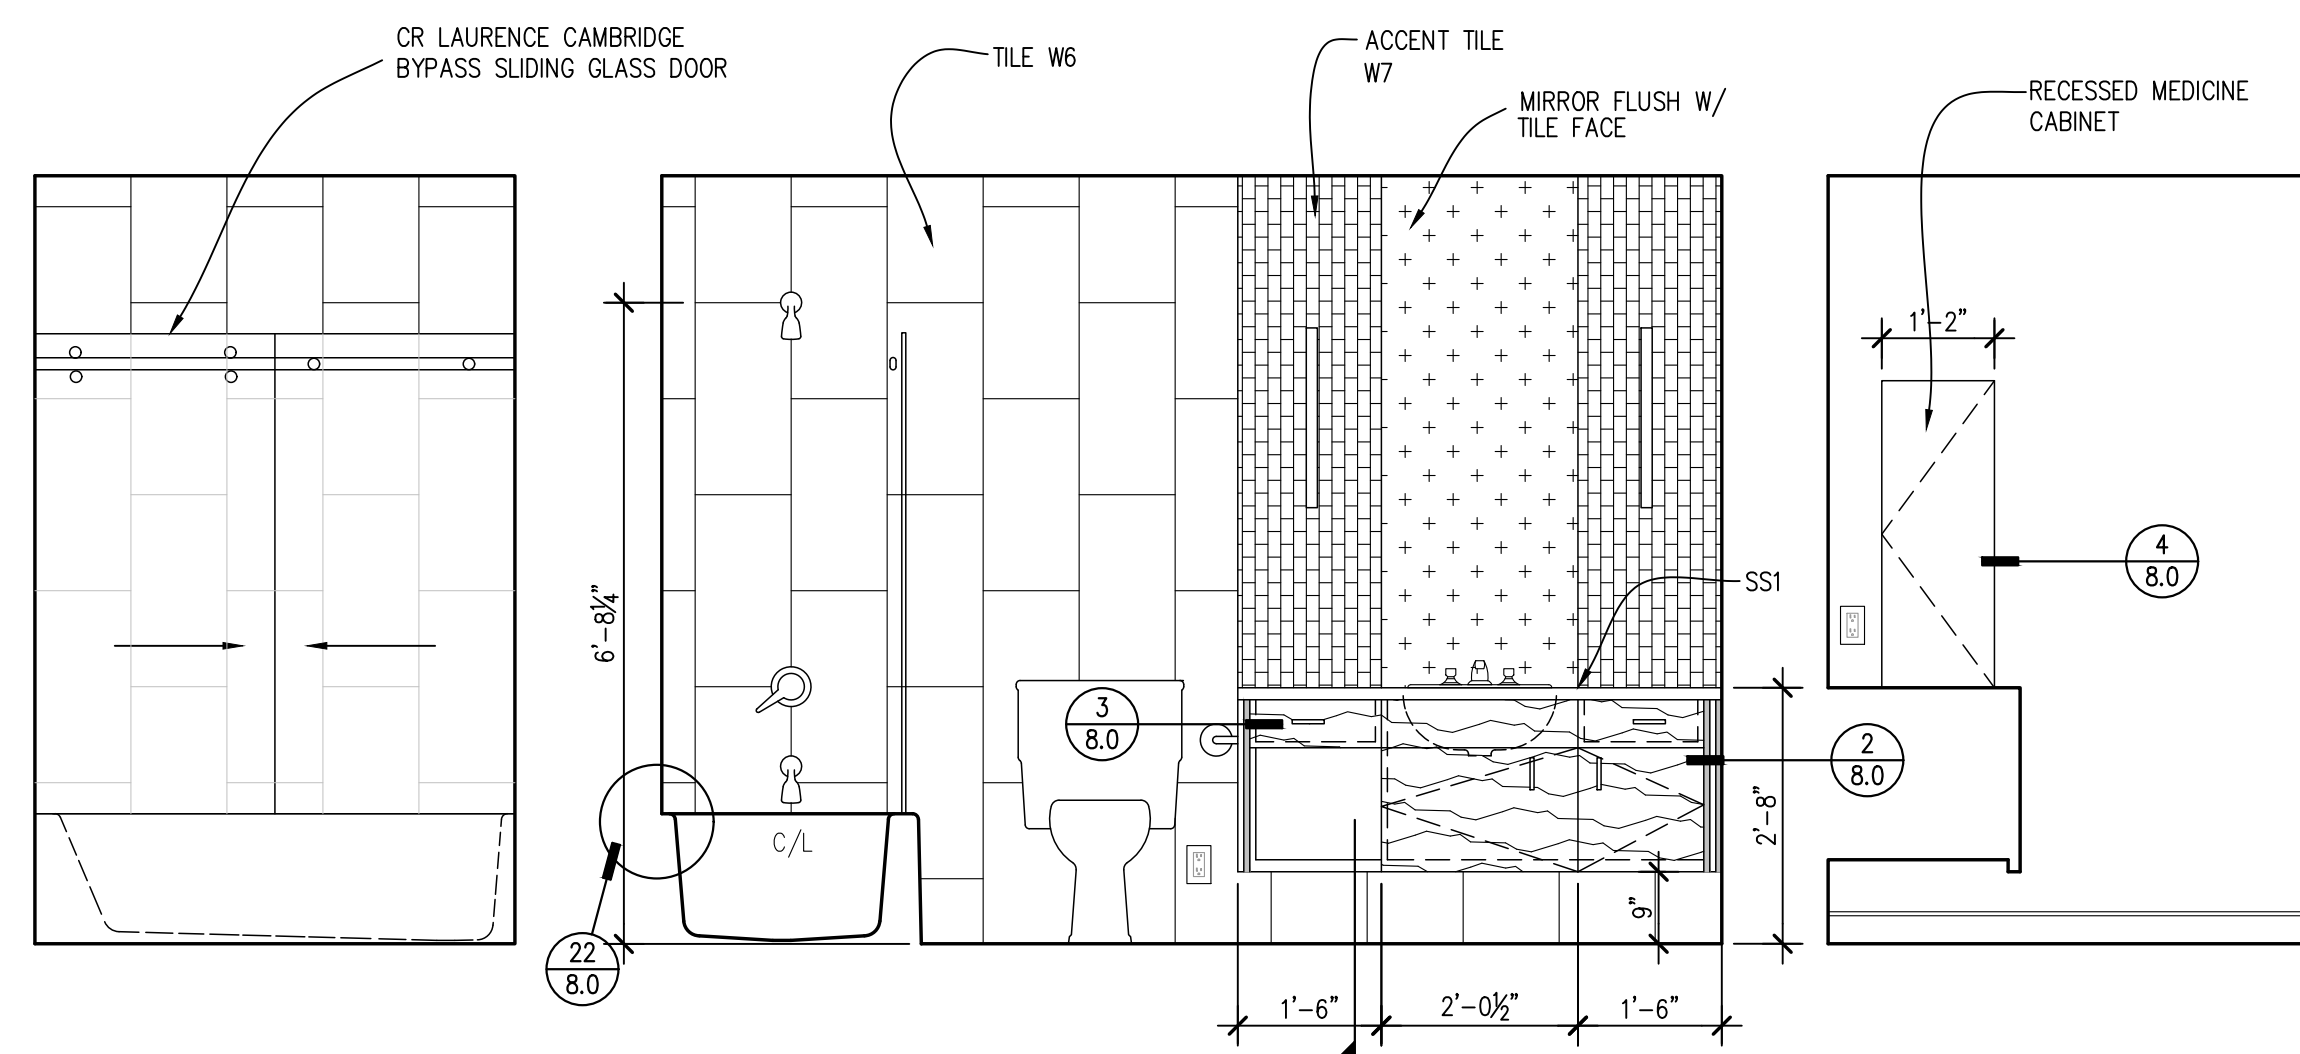 CR LAURENCE CAMBRIDGE
BYPASS SLIDING GLASS DOOR
TILE W6
ACCENT TILE
W7
MIRROR FLUSH W/
TILE FACE
RECESSED MEDICINE
CABINET
1'-2"
4
8.0
6'-8¼"
SS1
3
8.0
2
8.0
2'-8"
C/L
9"
22
8.0
1'-6"
2'-0½"
1'-6"